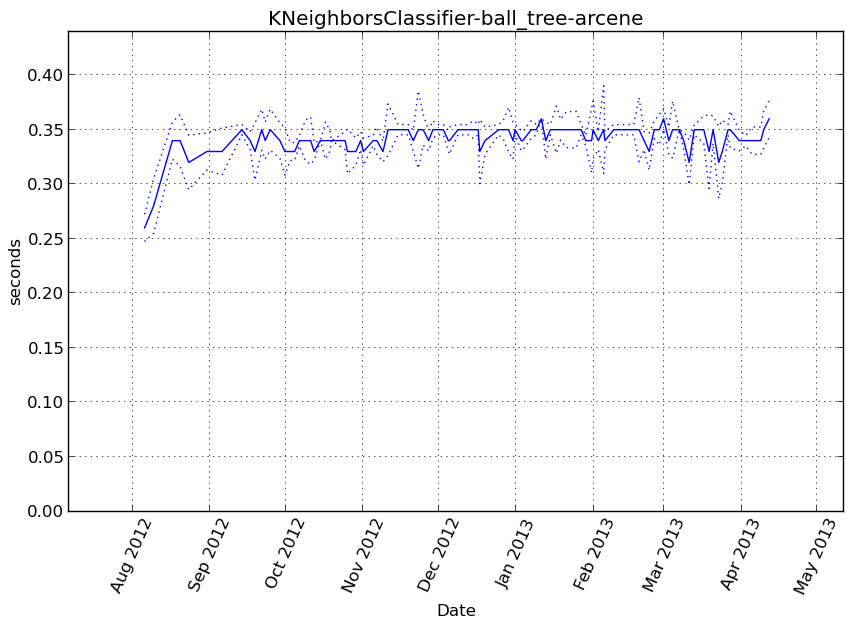 KNeighborsClassifier-ball_tree-arcene
0.40
0.35
0.30
0.25
0.20
0.15
0.10
0.05
0.00
seconds
Aug 2012
Sep 2012
Oct 2012
Nov 2012
Dec 2012
Jan 2013
Feb 2013
Mar 2013
Apr 2013
May 2013
Date